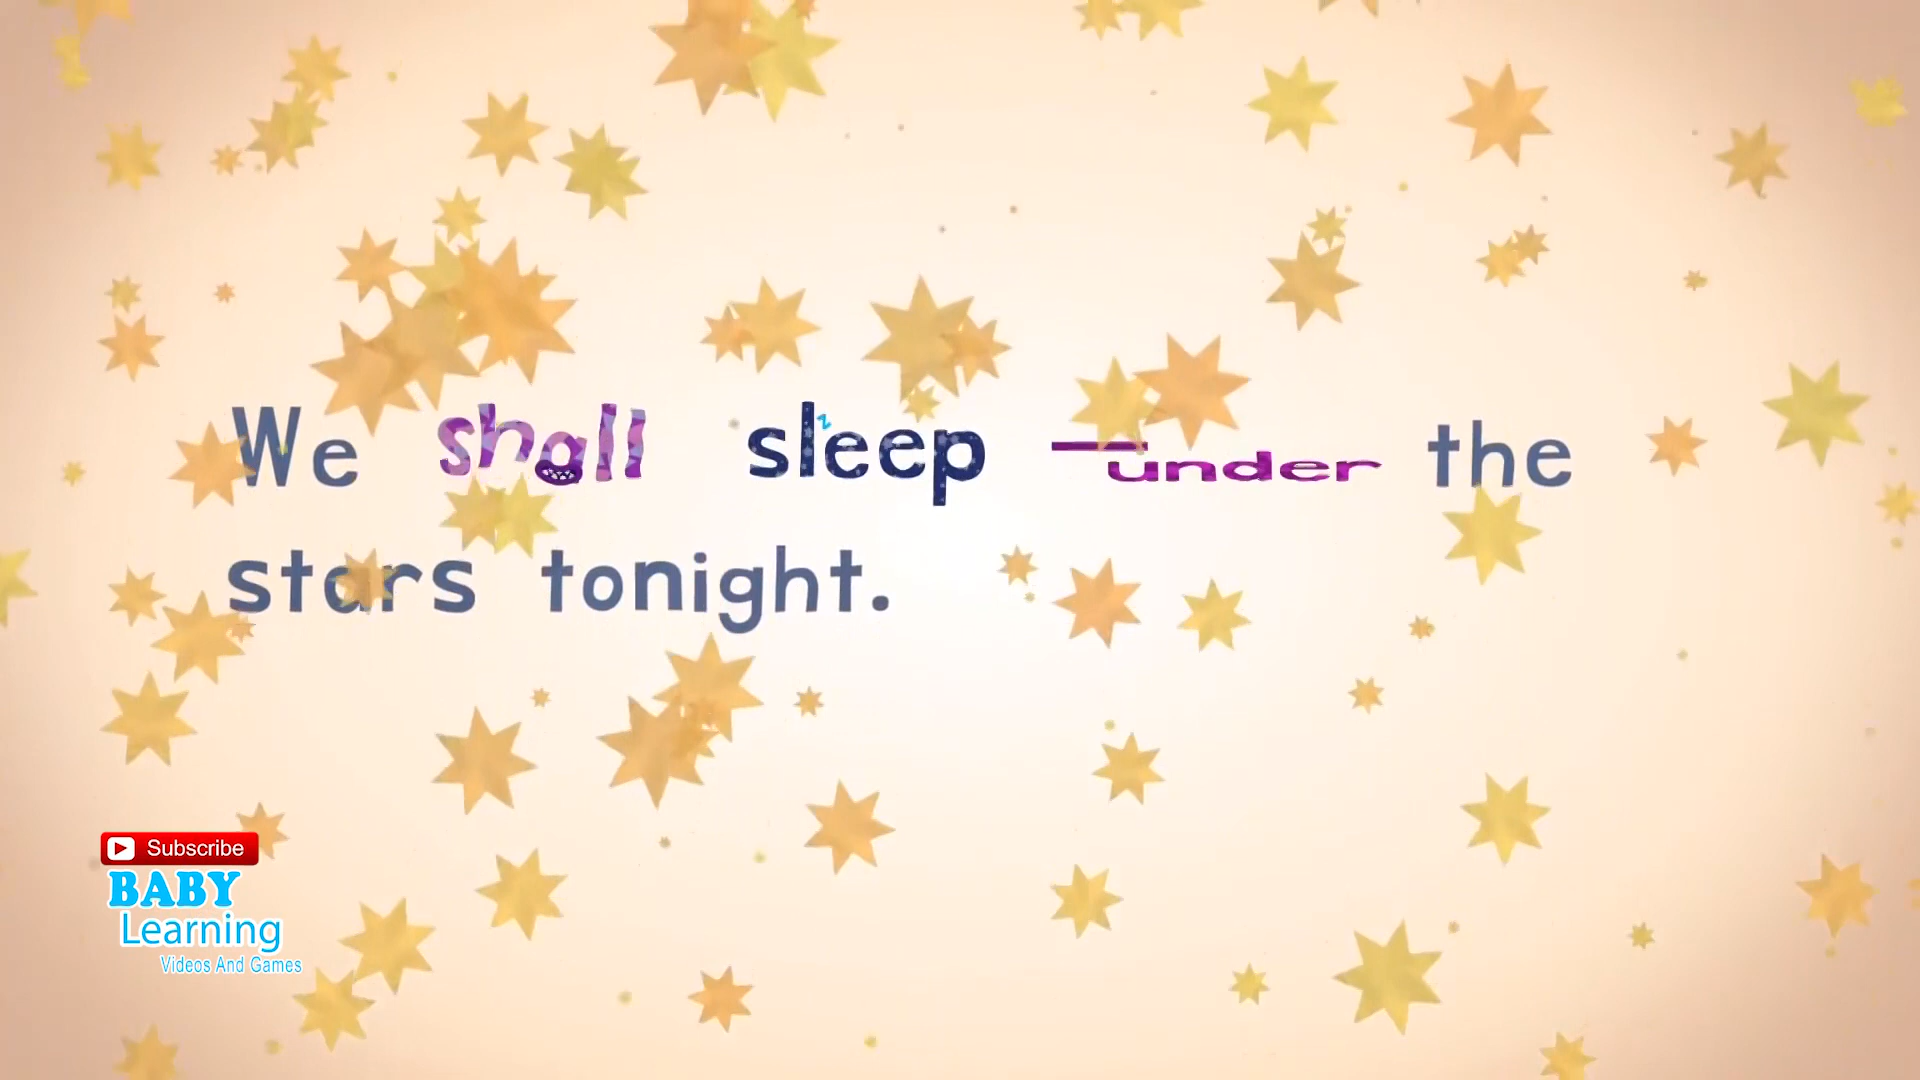 We shall sleep under the
stars tonight.
Subscribe
BABY
Learning
Videos And Games